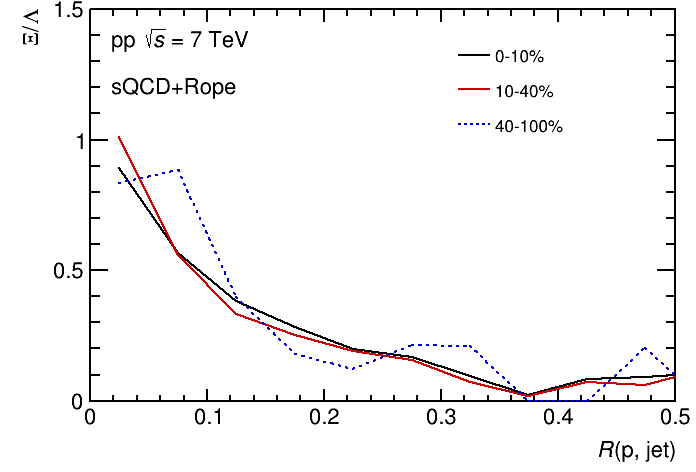 Ξ/Λ
1.5
1
0.5
0
pp √s = 7 TeV
sQCD+Rope
0-10%
10-40%
40-100%
0 0.1 0.2 0.3 0.4 0.5
R(p, jet)